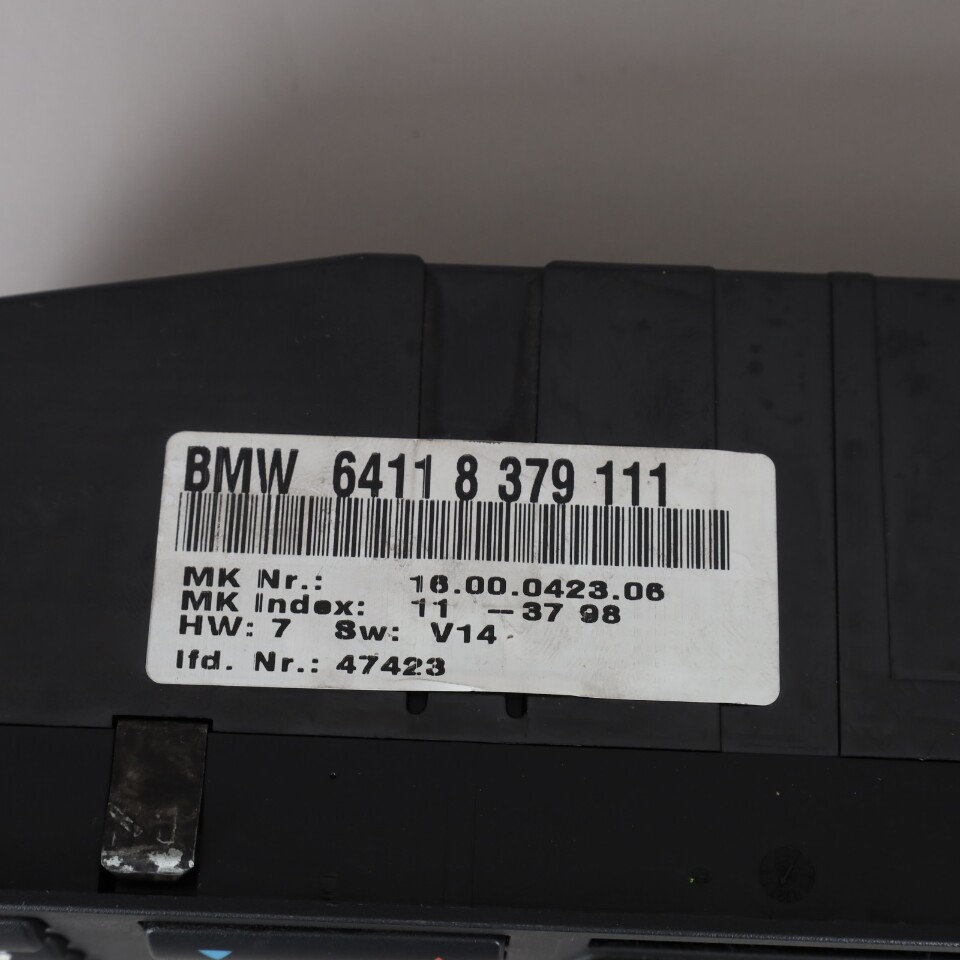 BMW 6411 8 379 111
MK Nr.: 16.00.0423.06
MK Index: 11 -37 98
HW: 7 Sw: V14
lfd. Nr.: 47423